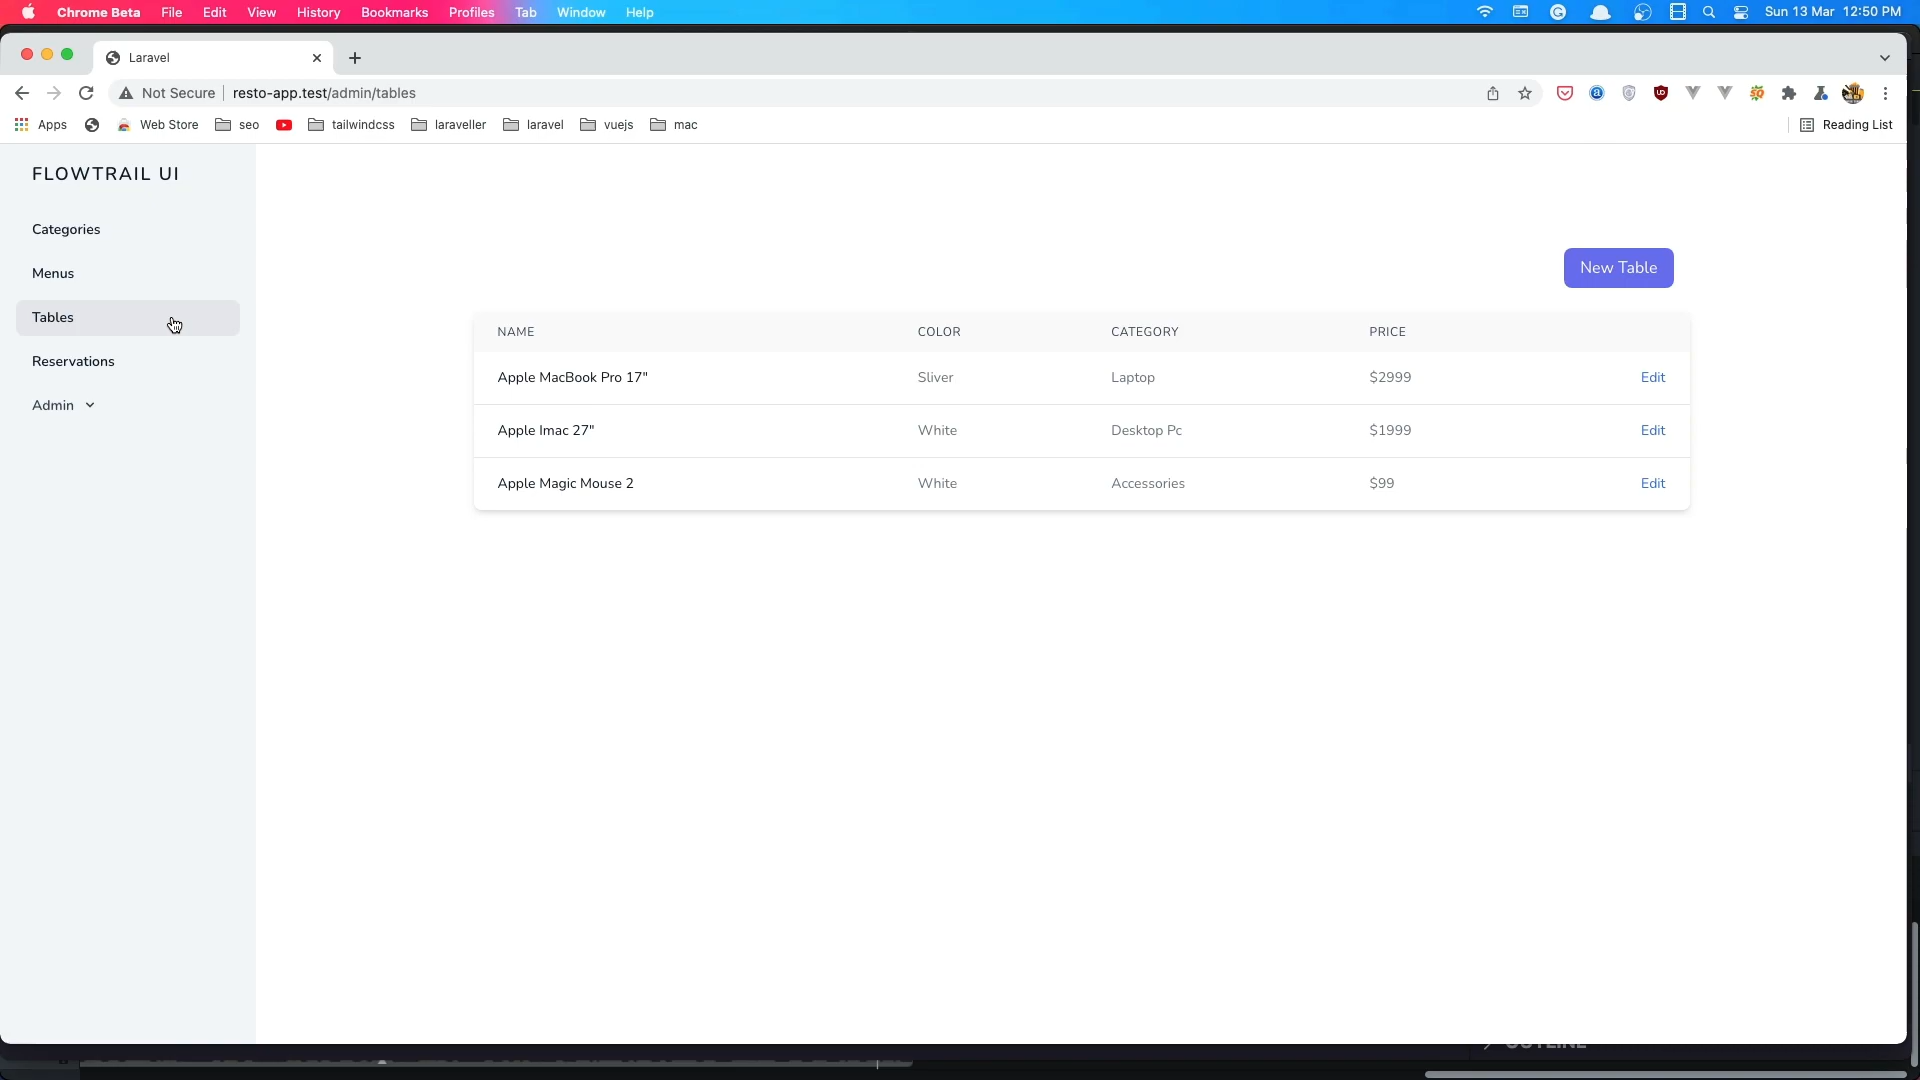 Chrome Beta File Edit View History Bookmarks Profiles Tab Window Help Sun 13 Mar 12:50 PM
Laravel
Not Secure resto-app.test/admin/tables
Apps Web Store seo tailwindcss laraveller laravel vuejs mac Reading List
FLOWTRAIL UI
Categories
Menus
Tables
Reservations
Admin
New Table
NAME COLOR CATEGORY PRICE
Apple MacBook Pro 17" Sliver Laptop $2999 Edit
Apple Imac 27" White Desktop Pc $1999 Edit
Apple Magic Mouse 2 White Accessories $99 Edit